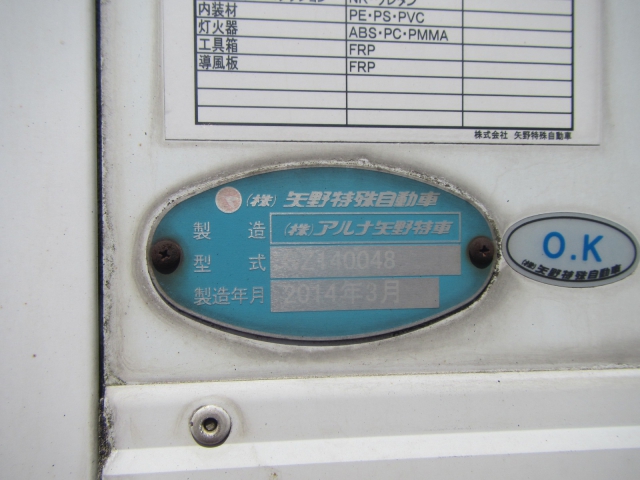 内装材 PE・PS・PVC
灯火器 ABS・PC・PMMA
工具箱 FRP
導風板 FRP
株式会社 矢野特殊自動車
(株) 矢野特殊自動車
製造 (株) アルナ矢野特車
型式 Z440048
製造年月 2014年3月
O.K
(株)矢野特殊自動車